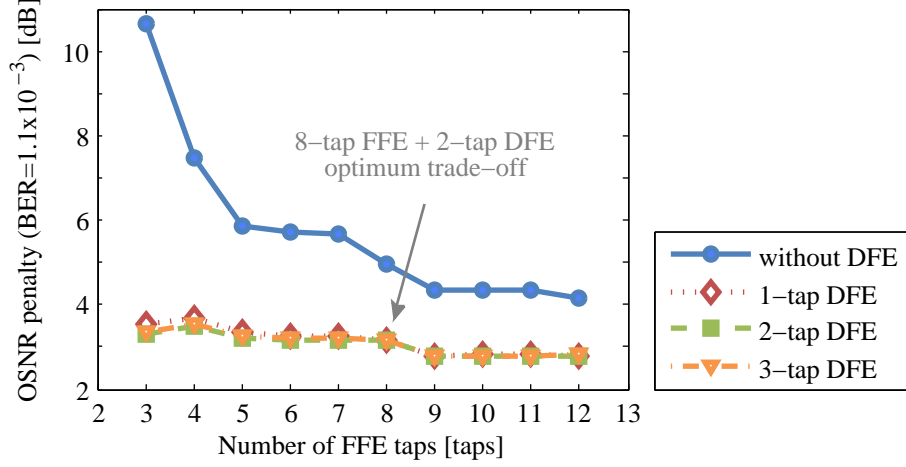 OSNR penalty (BER=1.1x10⁻³) [dB]
10
8
6
4
2
8−tap FFE + 2−tap DFE
optimum trade−off
2 3 4 5 6 7 8 9 10 11 12 13
Number of FFE taps [taps]
without DFE
1−tap DFE
2−tap DFE
3−tap DFE